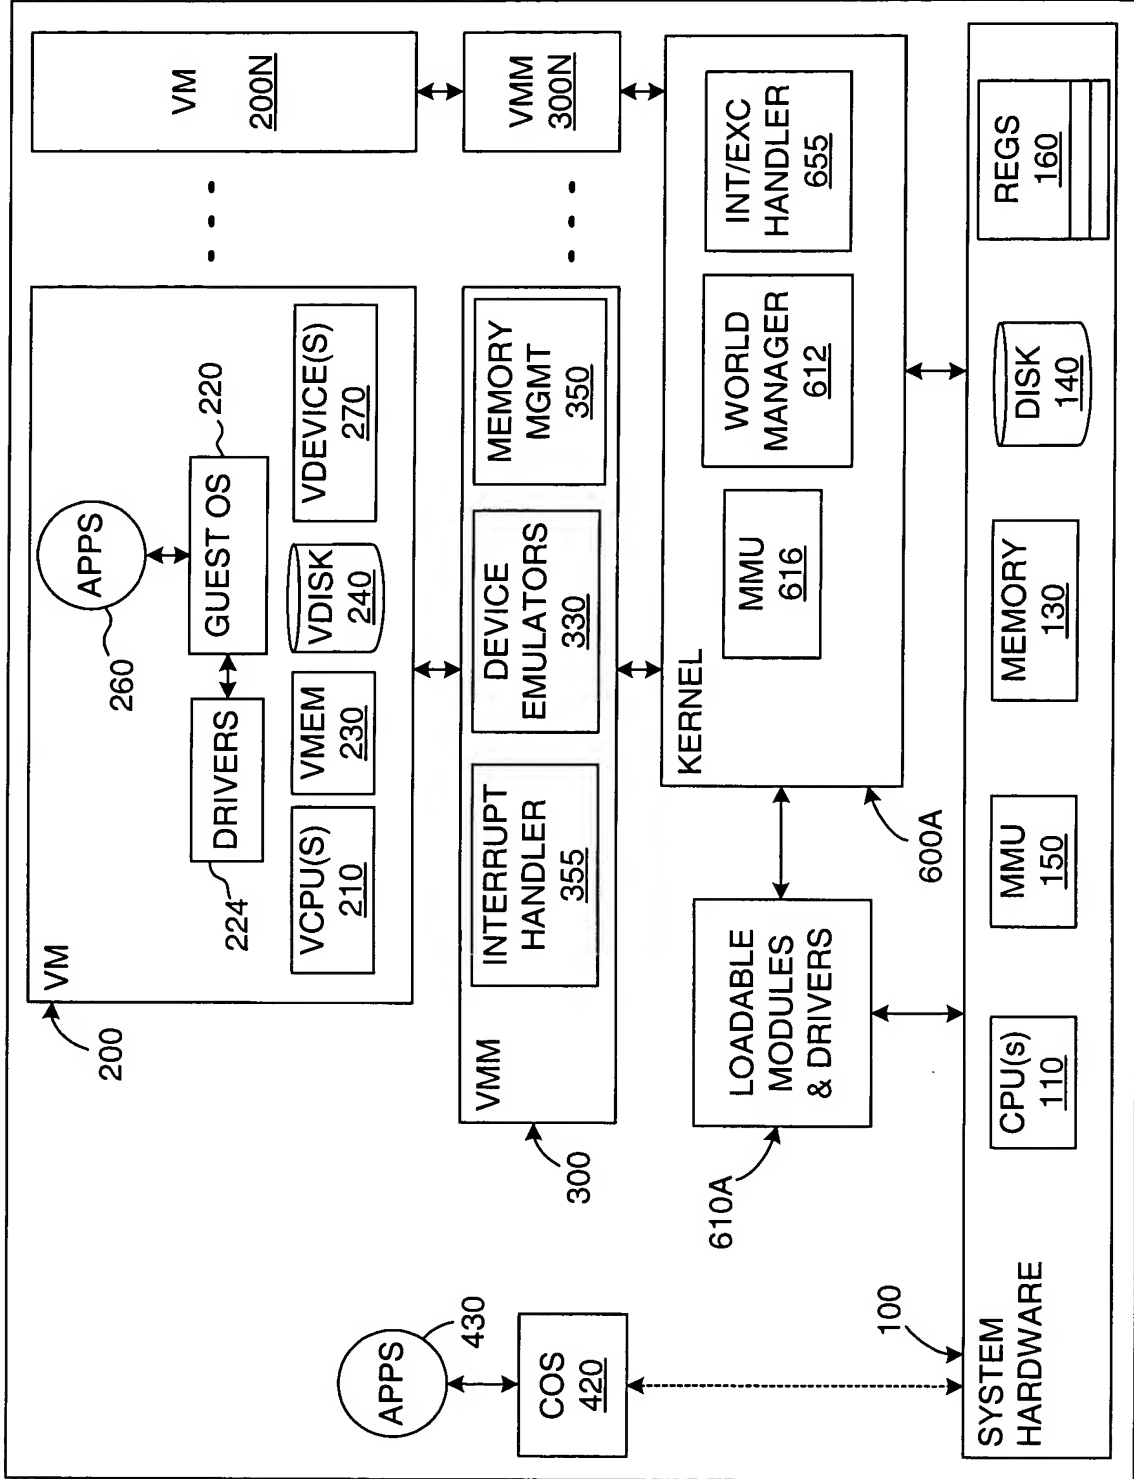 VM
200
APPS
260
GUEST OS
220
DRIVERS
224
VCPU(S)
210
VMEM
230
VDISK
240
VDEVICE(S)
270
VM
200N
VMM
300
INTERRUPT
HANDLER
355
DEVICE
EMULATORS
330
MEMORY
MGMT
350
VMM
300N
APPS
430
COS
420
LOADABLE
MODULES
& DRIVERS
610A
KERNEL
600A
MMU
616
WORLD
MANAGER
612
INT/EXC
HANDLER
655
SYSTEM
HARDWARE
100
CPU(s)
110
MMU
150
MEMORY
130
DISK
140
REGS
160